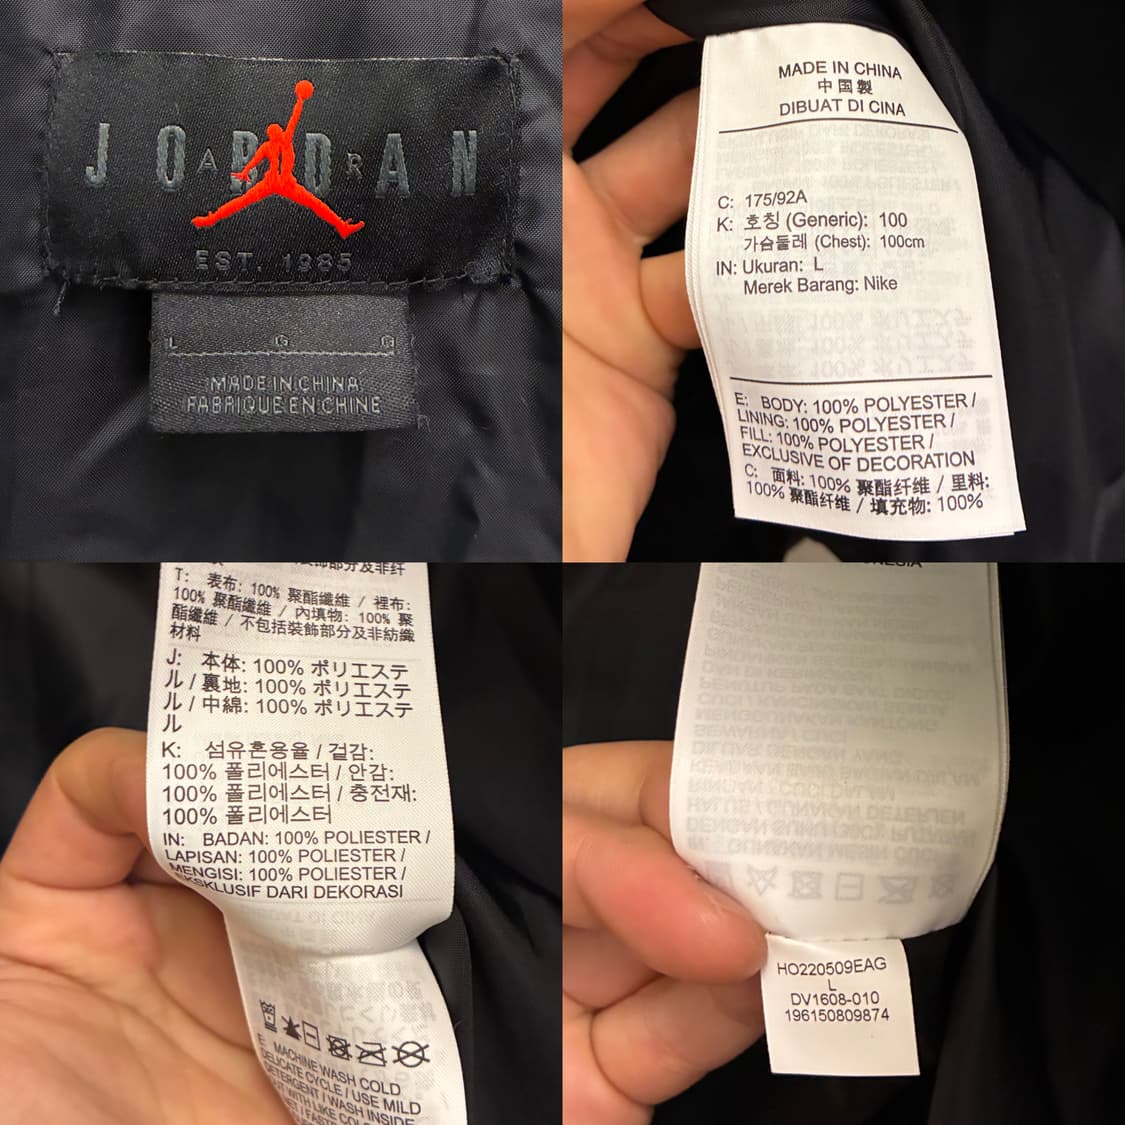 JORDAN
AIR
EST. 1985
L G G
MADE IN CHINA
FABRIQUE EN CHINE
MADE IN CHINA
中国製
DIBUAT DI CINA
C: 175/92A
K: 호칭 (Generic): 100
가슴둘레 (Chest): 100cm
IN: Ukuran: L
Merek Barang: Nike
E: BODY: 100% POLYESTER /
LINING: 100% POLYESTER /
FILL: 100% POLYESTER /
EXCLUSIVE OF DECORATION
C: 面料: 100% 聚酯纤维 / 里料:
100% 聚酯纤维 / 填充物: 100%
部分及非纤
T: 表布: 100% 聚酯纖維 / 裡布:
100% 聚酯纖維 / 內填物: 100% 聚
酯纖維 / 不包括裝飾部分及非紡織
材料
J: 本体: 100% ポリエステ
ル / 裏地: 100% ポリエステ
ル / 中綿: 100% ポリエステ
ル
K: 섬유혼용율 / 겉감:
100% 폴리에스터 / 안감:
100% 폴리에스터 / 충전재:
100% 폴리에스터
IN: BADAN: 100% POLIESTER /
LAPISAN: 100% POLIESTER /
MENGISI: 100% POLIESTER /
EKSKLUSIF DARI DEKORASI
E: MACHINE WASH COLD
DELICATE CYCLE / USE MILD
DETERGENT / WASH INSIDE
OUT WITH LIKE
HO220509EAG
L
DV1608-010
196150809874